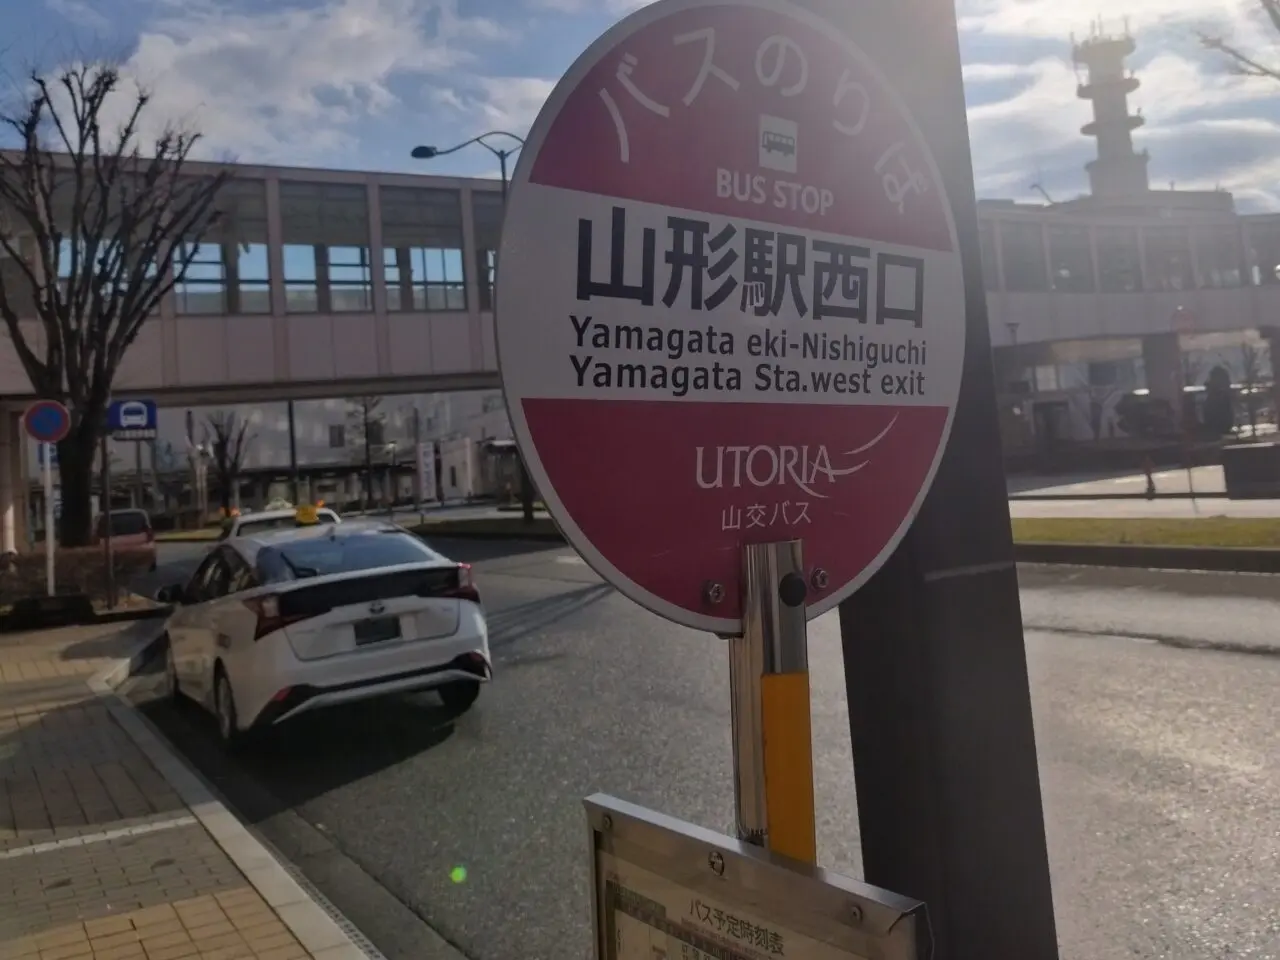 バスのりば
BUS STOP
山形駅西口
Yamagata eki-Nishiguchi
Yamagata Sta.west exit
UTORIA
山交バス
バス予定時刻表